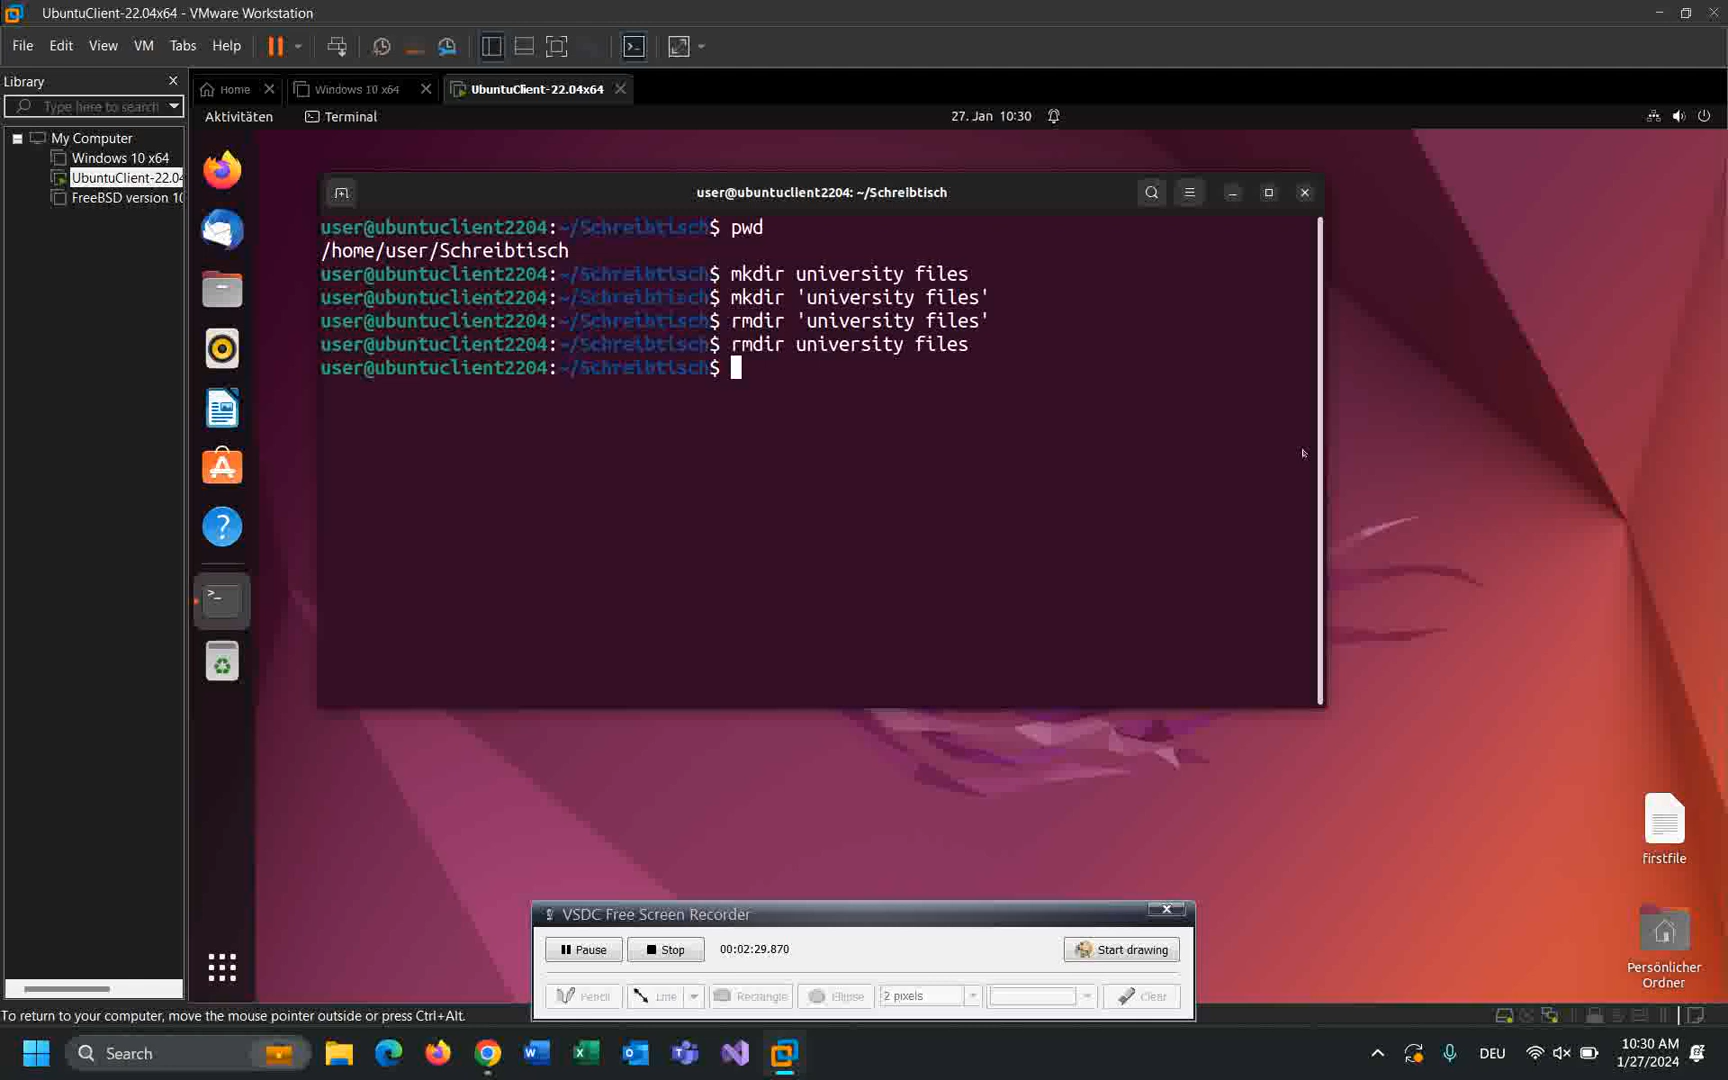 UbuntuClient-22.04x64 - VMware Workstation
File Edit View VM Tabs Help
Library
Type here to search
My Computer
Windows 10 x64
UbuntuClient-22.04
FreeBSD version 10
Home
Windows 10 x64
UbuntuClient-22.04x64
Aktivitäten
Terminal
27. Jan 10:30
user@ubuntuclient2204: ~/Schreibtisch
user@ubuntuclient2204:~/Schreibtisch$ pwd
/home/user/Schreibtisch
user@ubuntuclient2204:~/Schreibtisch$ mkdir university files
user@ubuntuclient2204:~/Schreibtisch$ mkdir 'university files'
user@ubuntuclient2204:~/Schreibtisch$ rmdir 'university files'
user@ubuntuclient2204:~/Schreibtisch$ rmdir university files
user@ubuntuclient2204:~/Schreibtisch$
firstfile
Persönlicher
Ordner
VSDC Free Screen Recorder
Pause
Stop
00:02:29.870
Start drawing
Pencil
Line
Rectangle
Ellipse
2 pixels
Clear
To return to your computer, move the mouse pointer outside or press Ctrl+Alt.
Search
DEU
10:30 AM
1/27/2024